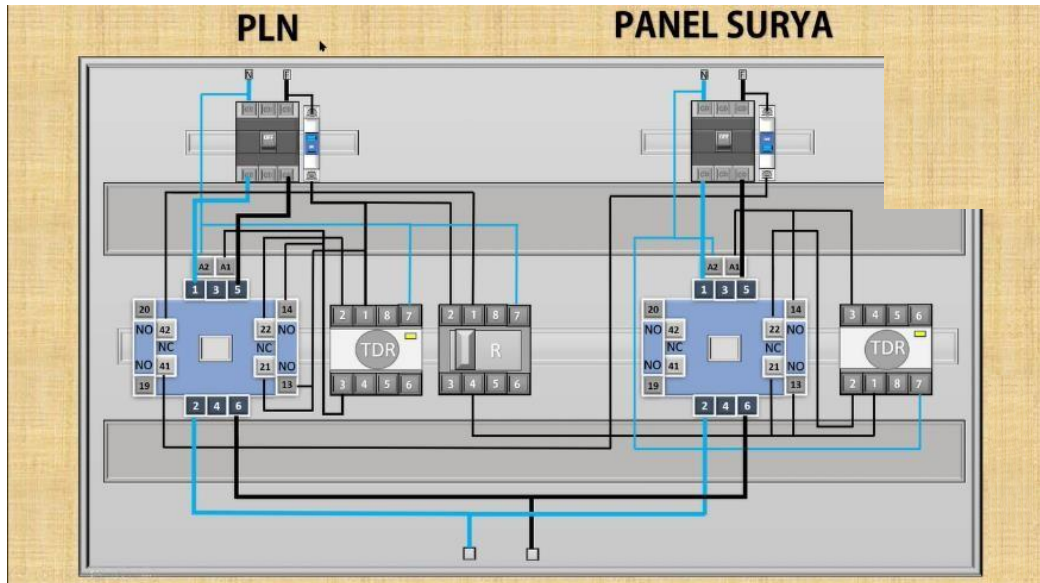 PLN PANEL SURYA
N F N F
OFF OFF
A2 A1 A2 A1
1 3 5 1 3 5
20 14 2 1 8 7 2 1 8 7 20 14 3 4 5 6
NO 42 22 NO NO 42 22 NO
NC NC TDR R NC NC TDR
NO 41 21 NO NO 41 21 NO
19 13 3 4 5 6 3 4 5 6 19 13 2 1 8 7
2 4 6 2 4 6